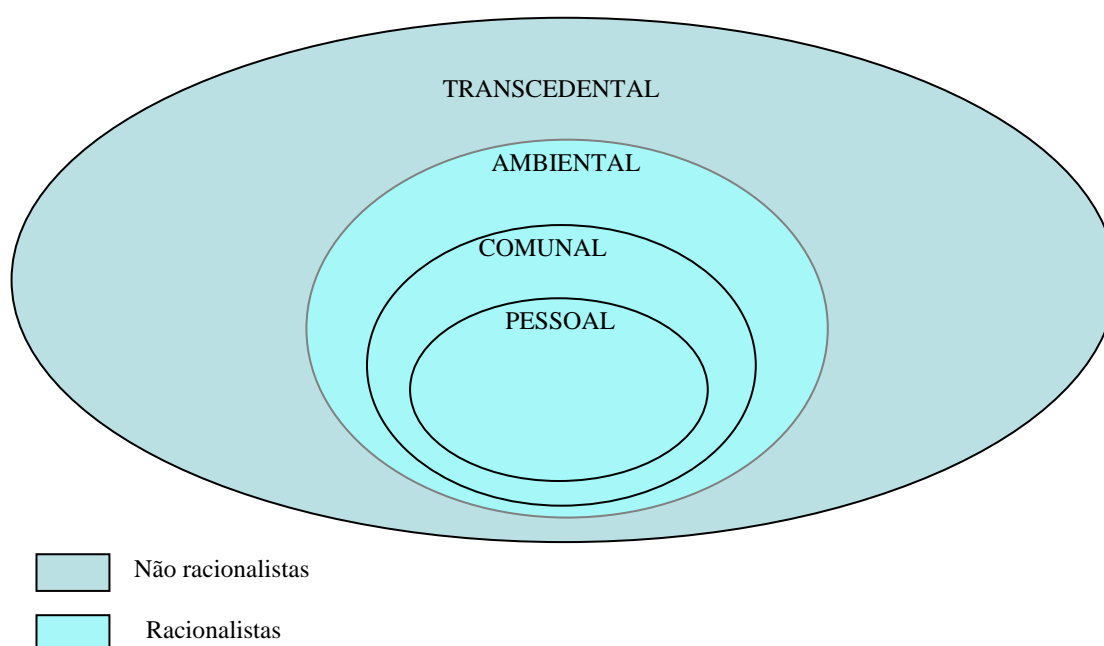 TRANSCEDENTAL
AMBIENTAL
COMUNAL
PESSOAL
Não racionalistas
Racionalistas